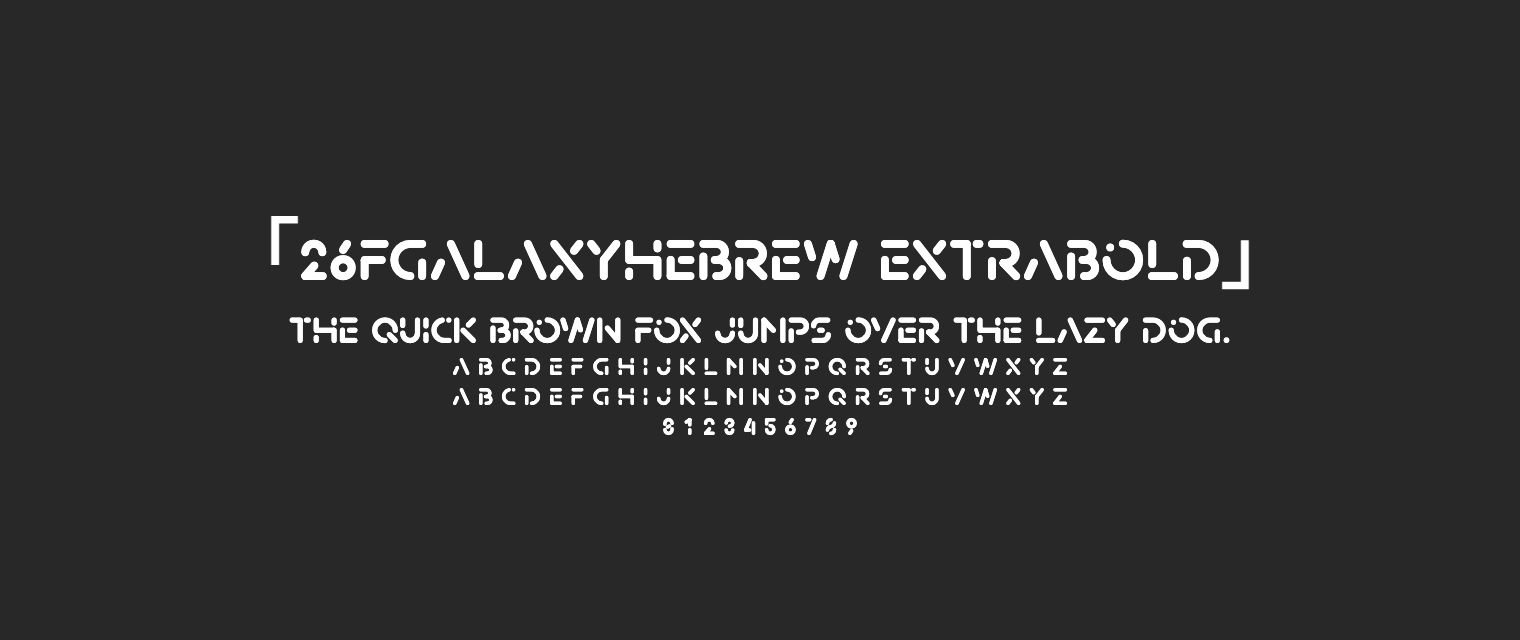 「26FGALAXYHEBREW EXTRABOLD」
THE QUICK BROWN FOX JUMPS OVER THE LAZY DOG.
A B C D E F G H I J K L M N O P Q R S T U V W X Y Z
A B C D E F G H I J K L M N O P Q R S T U V W X Y Z
0 1 2 3 4 5 6 7 8 9